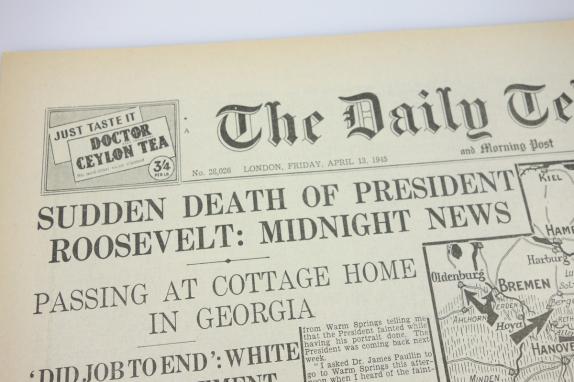 JUST TASTE IT
DOCTOR
CEYLON TEA
3/4
PER LB
The Daily Te
and Morning Post
No. 28,026 LONDON, FRIDAY, APRIL 13, 1945
SUDDEN DEATH OF PRESIDENT
ROOSEVELT: MIDNIGHT NEWS
PASSING AT COTTAGE HOME
IN GEORGIA
'DID JOB TO END': WHITE
from Warm Springs telling me
that the President fainted while
having his portrait done. The
President was coming back next
week.
"I asked Dr. James Paullin to
go to Warm Springs this after-
noon when I heard of the faint-
KIEL
HAM
Harburg
Oldenburg
BREMEN
VERDEN
AHLHORN
Hoya
HANOVE
MINDEN